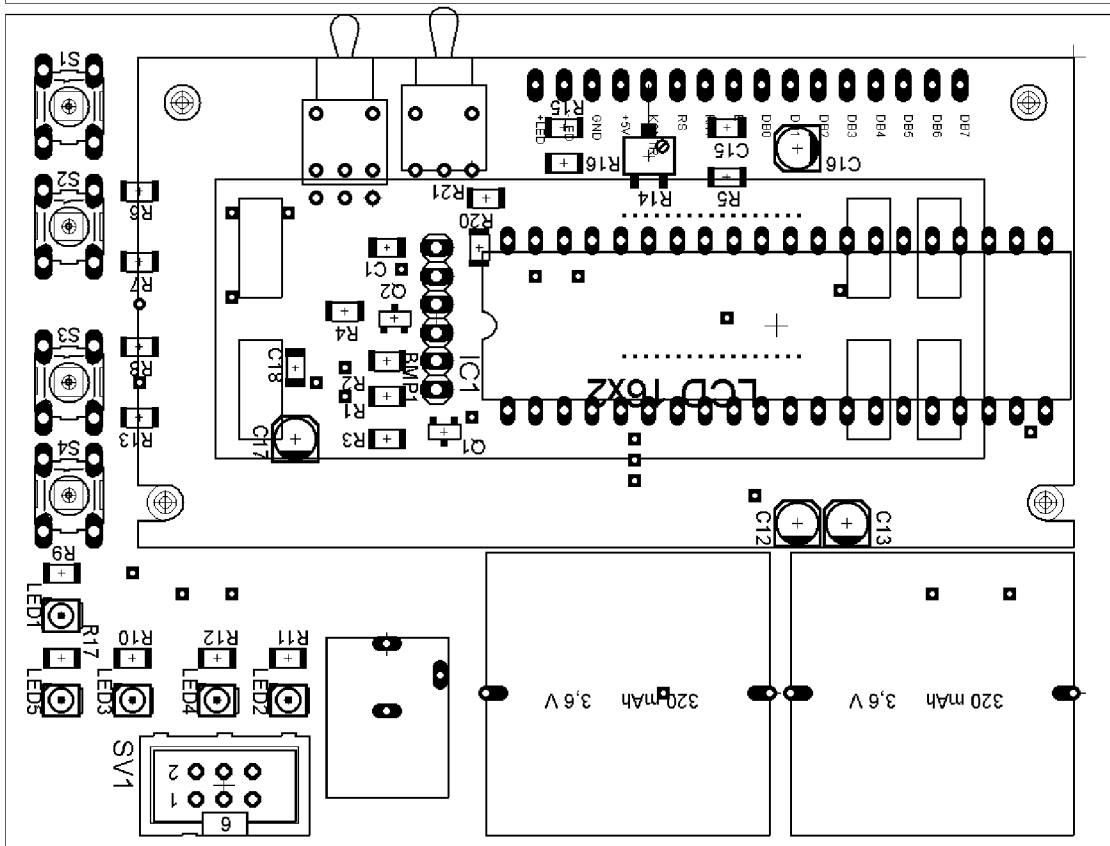 S1
R15
+LED
GND
+5V
RS
DB0
DB2
DB3
DB4
DB5
DB6
DB7
C15
C16
R16
S2
R6
R21
R14
R5
R20
C1
R7
Q2
R4
S3
R8
C18
R2
BMP1
IC1
R1
LCD 16X2
R13
C17
R3
Q1
S4
C12
C13
R9
LED1
R17
R10
R12
R11
LED5
LED3
LED4
LED2
3,6 V 320 mAh
3,6 V 320 mAh
SV1
2
1
6